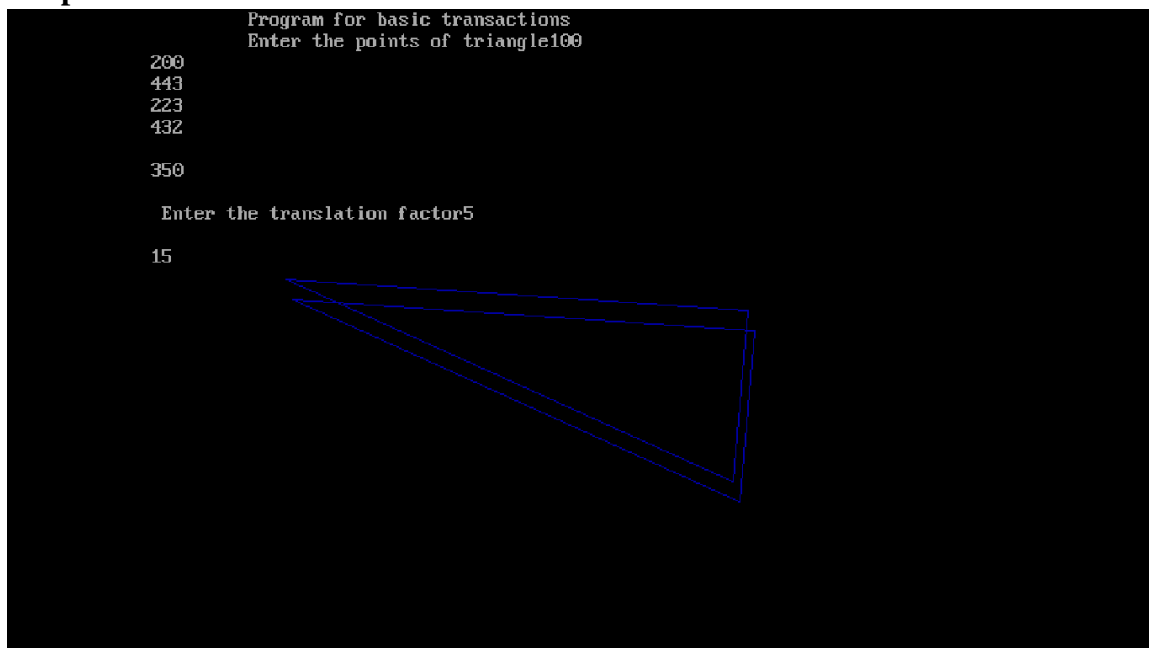 Program for basic transactions
Enter the points of triangle100
200
443
223
432
350
Enter the translation factor5
15